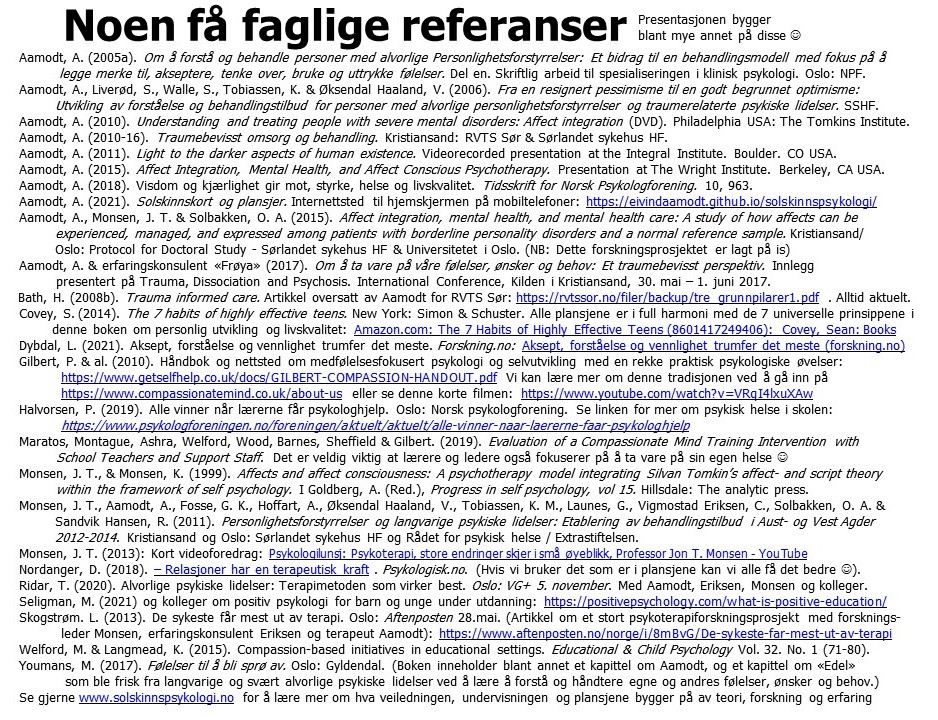 Noen få faglige referanser
Presentasjonen bygger
blant mye annet på disse ☺
Aamodt, A. (2005a). Om å forstå og behandle personer med alvorlige Personlighetsforstyrrelser: Et bidrag til en behandlingsmodell med fokus på å
legge merke til, akseptere, tenke over, bruke og uttrykke følelser. Del en. Skriftlig arbeid til spesialiseringen i klinisk psykologi. Oslo: NPF.
Aamodt, A., Liverød, S., Walle, S., Tobiassen, K. & Øksendal Haaland, V. (2006). Fra en resignert pessimisme til en godt begrunnet optimisme:
Utvikling av forståelse og behandlingstilbud for personer med alvorlige personlighetsforstyrrelser og traumerelaterte psykiske lidelser. SSHF.
Aamodt, A. (2010). Understanding and treating people with severe mental disorders: Affect integration (DVD). Philadelphia USA: The Tomkins Institute.
Aamodt, A. (2010-16). Traumebevisst omsorg og behandling. Kristiansand: RVTS Sør & Sørlandet sykehus HF.
Aamodt, A. (2011). Light to the darker aspects of human existence. Videorecorded presentation at the Integral Institute. Boulder. CO USA.
Aamodt, A. (2015). Affect Integration, Mental Health, and Affect Conscious Psychotherapy. Presentation at The Wright Institute. Berkeley, CA USA.
Aamodt, A. (2018). Visdom og kjærlighet gir mot, styrke, helse og livskvalitet. Tidsskrift for Norsk Psykologforening. 10, 963.
Aamodt, A. (2021). Solskinnskort og plansjer. Internettsted til hjemskjermen på mobiltelefoner: https://eivindaamodt.github.io/solskinnspsykologi/
Aamodt, A., Monsen, J. T. & Solbakken, O. A. (2015). Affect integration, mental health, and mental health care: A study of how affects can be
experienced, managed, and expressed among patients with borderline personality disorders and a normal reference sample. Kristiansand/
Oslo: Protocol for Doctoral Study - Sørlandet sykehus HF & Universitetet i Oslo. (NB: Dette forskningsprosjektet er lagt på is)
Aamodt, A. & erfaringskonsulent «Frøya» (2017). Om å ta vare på våre følelser, ønsker og behov: Et traumebevisst perspektiv. Innlegg
presentert på Trauma, Dissociation and Psychosis. International Conference, Kilden i Kristiansand, 30. mai – 1. juni 2017.
Bath, H. (2008b). Trauma informed care. Artikkel oversatt av Aamodt for RVTS Sør: https://rvtssor.no/filer/backup/tre_grunnpilarer1.pdf . Alltid aktuelt.
Covey, S. (2014). The 7 habits of highly effective teens. New York: Simon & Schuster. Alle plansjene er i full harmoni med de 7 universelle prinsippene i
denne boken om personlig utvikling og livskvalitet: Amazon.com: The 7 Habits of Highly Effective Teens (8601417249406): Covey, Sean: Books
Dybdal, L. (2021). Aksept, forståelse og vennlighet trumfer det meste. Forskning.no: Aksept, forståelse og vennlighet trumfer det meste (forskning.no)
Gilbert, P. & al. (2010). Håndbok og nettsted om medfølelsesfokusert psykologi og selvutvikling med en rekke praktisk psykologiske øvelser:
https://www.getselfhelp.co.uk/docs/GILBERT-COMPASSION-HANDOUT.pdf Vi kan lære mer om denne tradisjonen ved å gå inn på
https://www.compassionatemind.co.uk/about-us eller se denne korte filmen: https://www.youtube.com/watch?v=VRqI4lxuXAw
Halvorsen, P. (2019). Alle vinner når lærerne får psykologhjelp. Oslo: Norsk psykologforening. Se linken for mer om psykisk helse i skolen:
https://www.psykologforeningen.no/foreningen/aktuelt/aktuelt/alle-vinner-naar-laererne-faar-psykologhjelp
Maratos, Montague, Ashra, Welford, Wood, Barnes, Sheffield & Gilbert. (2019). Evaluation of a Compassionate Mind Training Intervention with
School Teachers and Support Staff. Det er veldig viktig at lærere og ledere også fokuserer på å ta vare på sin egen helse ☺
Monsen, J. T., & Monsen, K. (1999). Affects and affect consciousness: A psychotherapy model integrating Silvan Tomkin's affect- and script theory
within the framework of self psychology. I Goldberg, A. (Red.), Progress in self psychology, vol 15. Hillsdale: The analytic press.
Monsen, J. T., Aamodt, A., Fosse, G. K., Hoffart, A., Øksendal Haaland, V., Tobiassen, K. M., Launes, G., Vigmostad Eriksen, C., Solbakken, O. A. &
Sandvik Hansen, R. (2011). Personlighetsforstyrrelser og langvarige psykiske lidelser: Etablering av behandlingstilbud i Aust- og Vest Agder
2012-2014. Kristiansand og Oslo: Sørlandet sykehus HF og Rådet for psykisk helse / Extrastiftelsen.
Monsen, J. T. (2013): Kort videoforedrag: Psykologilunsj: Psykoterapi, store endringer skjer i små øyeblikk, Professor Jon T. Monsen - YouTube
Nordanger, D. (2018). – Relasjoner har en terapeutisk kraft . Psykologisk.no. (Hvis vi bruker det som er i plansjene kan vi alle få det bedre ☺).
Ridar, T. (2020). Alvorlige psykiske lidelser: Terapimetoden som virker best. Oslo: VG+ 5. november. Med Aamodt, Eriksen, Monsen og kolleger.
Seligman, M. (2021) og kolleger om positiv psykologi for barn og unge under utdanning: https://positivepsychology.com/what-is-positive-education/
Skogstrøm. L. (2013). De sykeste får mest ut av terapi. Oslo: Aftenposten 28.mai. (Artikkel om et stort psykoterapiforskningsprosjekt med forsknings-
leder Monsen, erfaringskonsulent Eriksen og terapeut Aamodt): https://www.aftenposten.no/norge/i/8mBvG/De-sykeste-far-mest-ut-av-terapi
Welford, M. & Langmead, K. (2015). Compassion-based initiatives in educational settings. Educational & Child Psychology Vol. 32. No. 1 (71-80).
Youmans, M. (2017). Følelser til å bli sprø av. Oslo: Gyldendal. (Boken inneholder blant annet et kapittel om Aamodt, og et kapittel om «Edel»
som ble frisk fra langvarige og svært alvorlige psykiske lidelser ved å lære å forstå og håndtere egne og andres følelser, ønsker og behov.)
Se gjerne www.solskinnspsykologi.no for å lære mer om hva veiledningen, undervisningen og plansjene bygger på av teori, forskning og erfaring